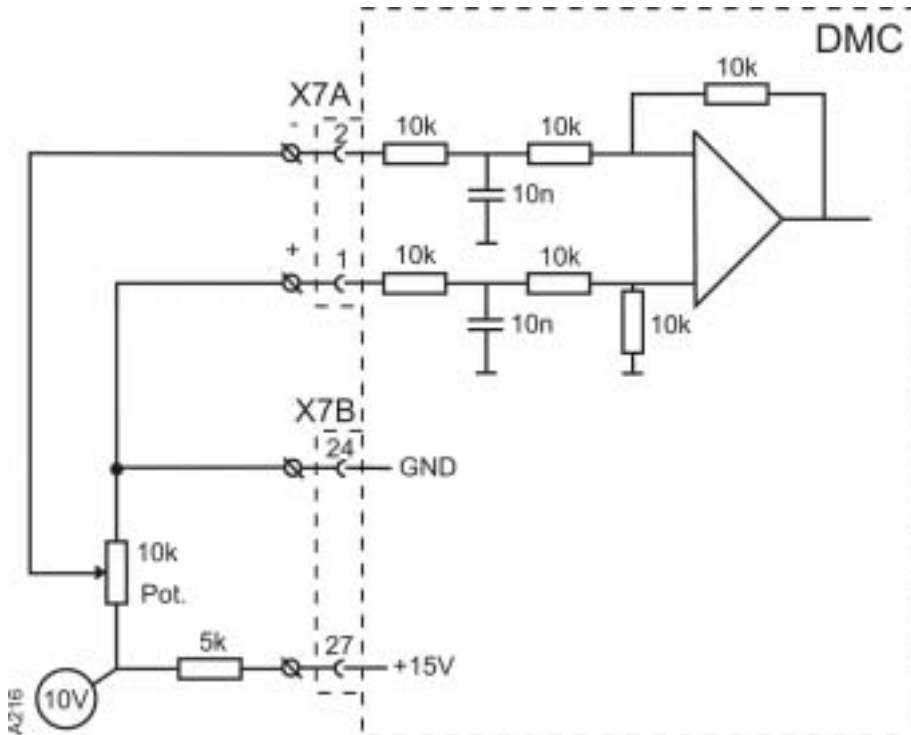 DMC
X7A
10k
-
2
10k
10k
10n
+
1
10k
10k
10n
10k
X7B
24
GND
10k
Pot.
5k
27
+15V
10V
A216